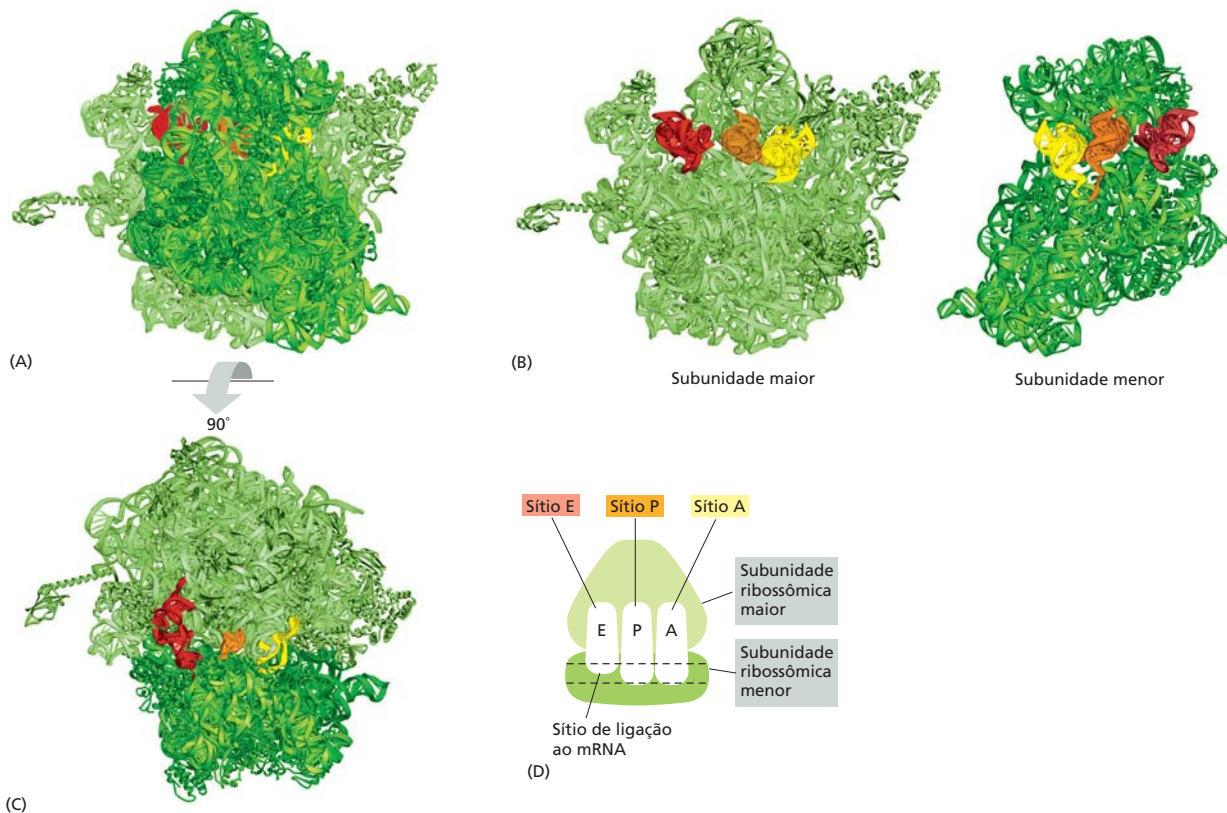 (A)
90°
(B)
Subunidade maior
Subunidade menor
(C)
Sítio E
Sítio P
Sítio A
E
P
A
Subunidade
ribossômica
maior
Subunidade
ribossômica
menor
Sítio de ligação
ao mRNA
(D)